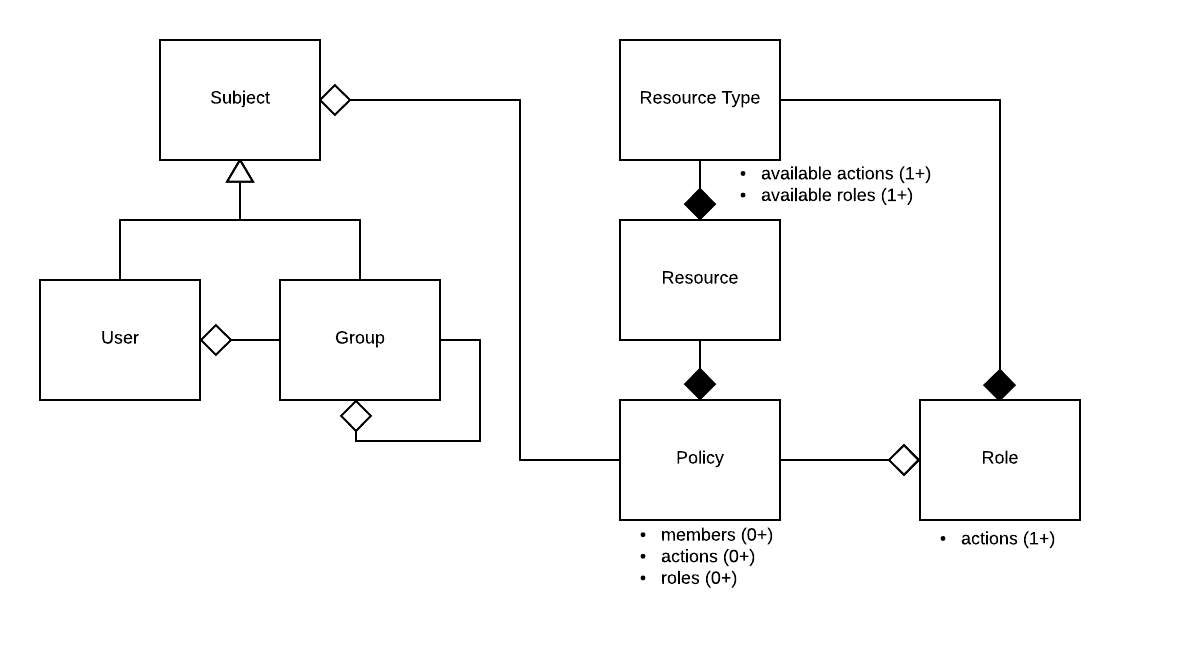 Subject
Resource Type
• available actions (1+)
• available roles (1+)
Resource
User
Group
Policy
Role
• members (0+)
• actions (0+)
• roles (0+)
• actions (1+)